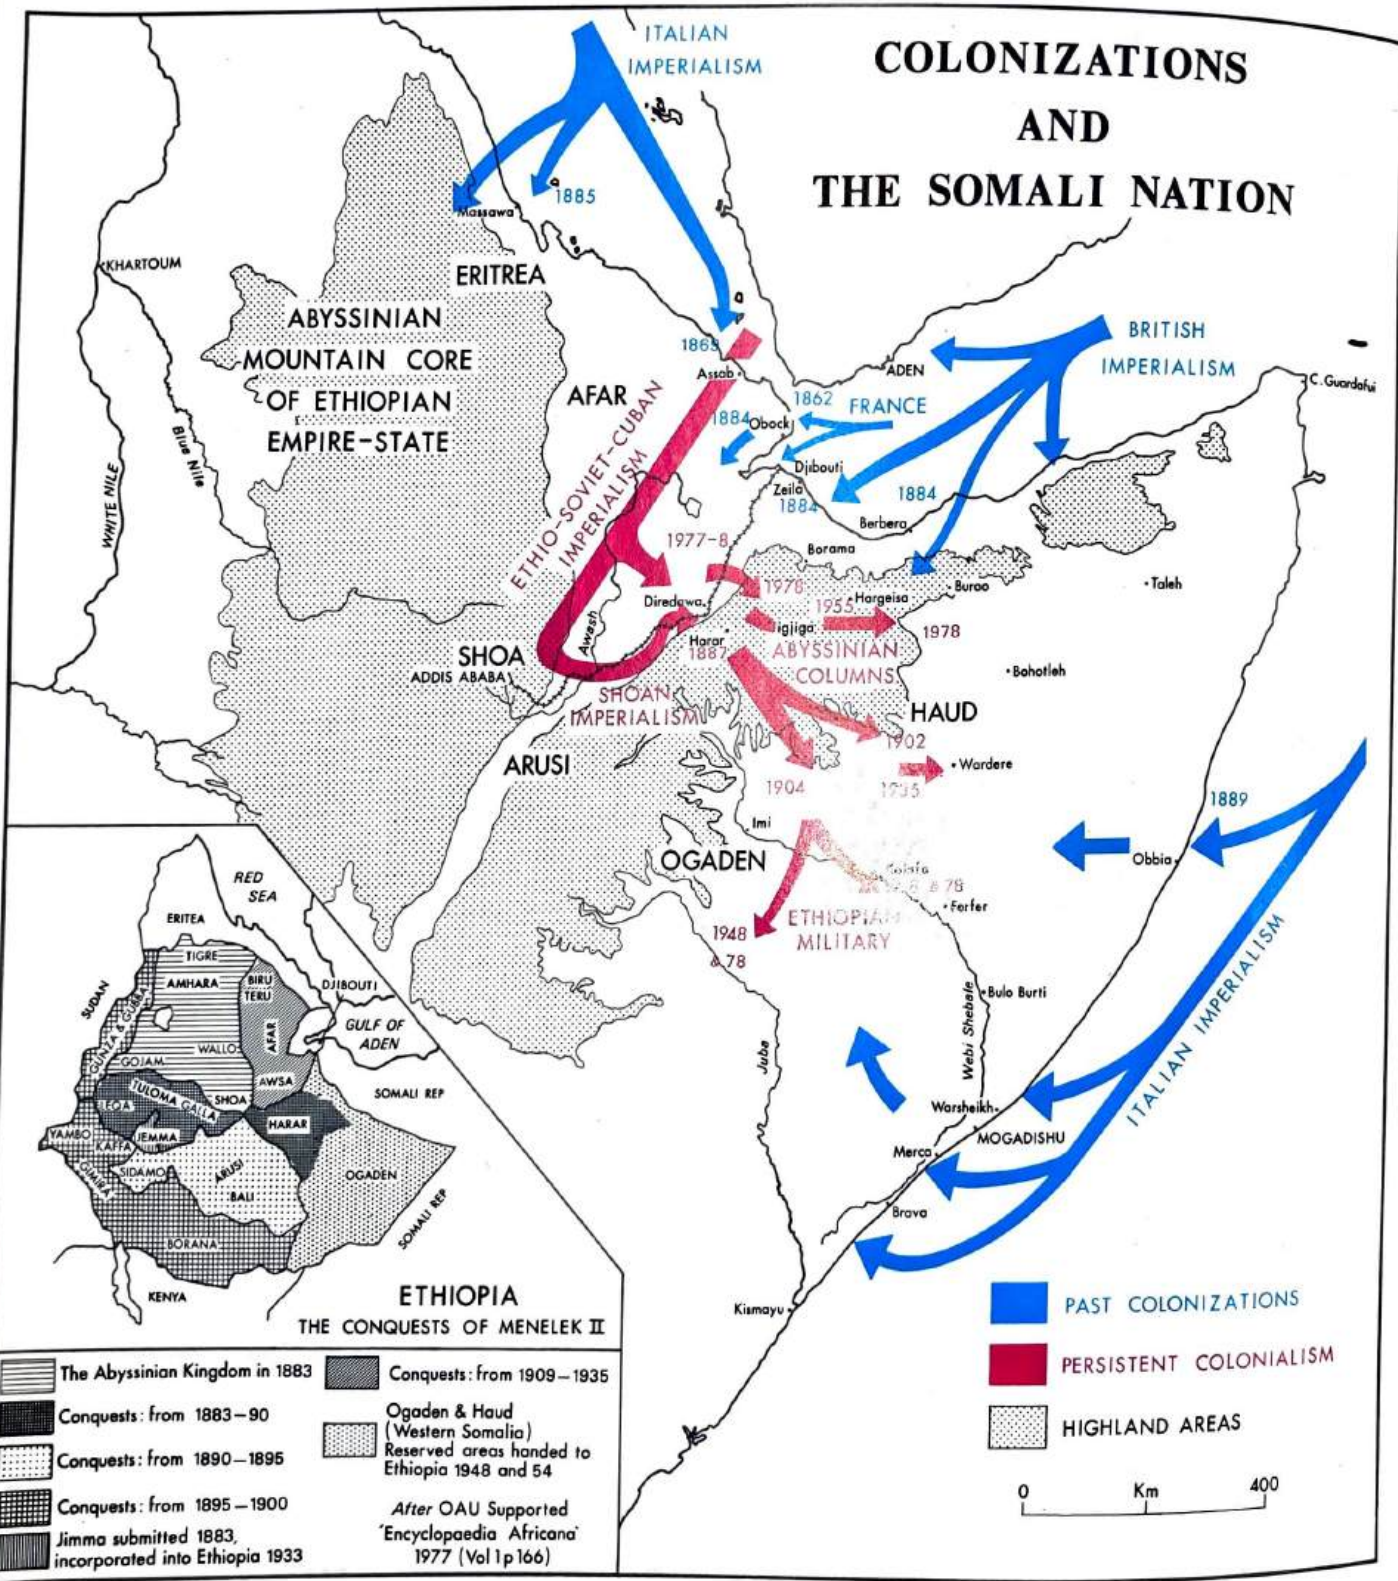 COLONIZATIONS
AND
THE SOMALI NATION
ITALIAN
IMPERIALISM
1885
Massawa
KHARTOUM
ERITREA
ABYSSINIAN
MOUNTAIN CORE
OF ETHIOPIAN
EMPIRE-STATE
1869
Assab
AFAR
BRITISH
IMPERIALISM
ADEN
C.Guardafui
1862
FRANCE
1884
Obock
Djibouti
Zeila
1884
1884
Berbera
Blue Nile
WHITE NILE
ETHIO-SOVIET-CUBAN
IMPERIALISM
1977-8
Borama
1978
Diredawa
1955
Hargeisa
Burao
Taleh
Harar
1887
1978
ABYSSINIAN
COLUMNS
Awash
SHOA
ADDIS ABABA
SHOAN
IMPERIALISM
Bohotleh
HAUD
1902
ARUSI
Wardere
1904
1935
Imi
1889
Obbia
OGADEN
& 78
Ferfer
1948
& 78
ETHIOPIAN
MILITARY
Bulo Burti
Webi Shebale
Juba
ITALIAN IMPERIALISM
Warsheikh
MOGADISHU
Merca
Brava
Kismayu
PAST COLONIZATIONS
PERSISTENT COLONIALISM
HIGHLAND AREAS
0 Km 400
RED
SEA
ERITEA
TIGRE
AMHARA
BIRU
TERU
DJIBOUTI
SUDAN
GUNZA & GUBBA
AFAR
GULF OF
ADEN
WALLO
GOJAM
AWSA
TULOMA GALLA
SHOA
LEQA
SOMALI REP
HARAR
YAMBO
JEMMA
KAFFA
GIMIRA
SIDAMO
ARUSI
BALI
OGADEN
BORANA
SOMALI REP
KENYA
ETHIOPIA
THE CONQUESTS OF MENELEK II
The Abyssinian Kingdom in 1883
Conquests: from 1883-90
Conquests: from 1890-1895
Conquests: from 1895-1900
Jimma submitted 1883,
incorporated into Ethiopia 1933
Conquests: from 1909-1935
Ogaden & Haud
(Western Somalia)
Reserved areas handed to
Ethiopia 1948 and 54
After OAU Supported
'Encyclopaedia Africana'
1977 (Vol 1 p 166)